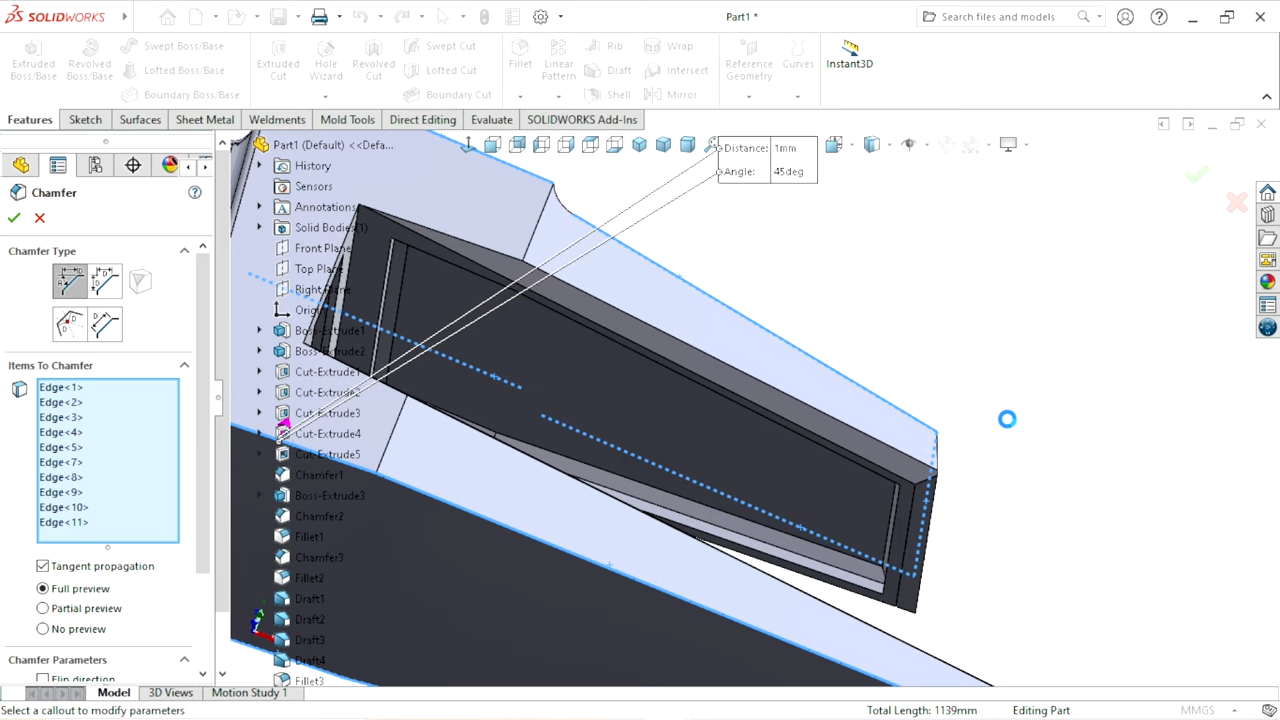 SOLIDWORKS
Part1 *
Search files and models
Extruded Boss/Base
Revolved Boss/Base
Swept Boss/Base
Lofted Boss/Base
Boundary Boss/Base
Extruded Cut
Hole Wizard
Revolved Cut
Swept Cut
Lofted Cut
Boundary Cut
Fillet
Linear Pattern
Rib
Draft
Shell
Wrap
Intersect
Mirror
Reference Geometry
Curves
Instant3D
Features
Sketch
Surfaces
Sheet Metal
Weldments
Mold Tools
Direct Editing
Evaluate
SOLIDWORKS Add-Ins
Chamfer
Chamfer Type
Items To Chamfer
Edge<1>
Edge<2>
Edge<3>
Edge<4>
Edge<5>
Edge<7>
Edge<8>
Edge<9>
Edge<10>
Edge<11>
Tangent propagation
Full preview
Partial preview
No preview
Chamfer Parameters
Flip direction
Part1 (Default) <<Defa...
History
Sensors
Annotations
Solid Bodies(1)
Front Plane
Top Plane
Right Plane
Origin
Boss-Extrude1
Boss-Extrude2
Cut-Extrude1
Cut-Extrude2
Cut-Extrude3
Cut-Extrude4
Cut-Extrude5
Chamfer1
Boss-Extrude3
Chamfer2
Fillet1
Chamfer3
Fillet2
Draft1
Draft2
Draft3
Draft4
Fillet3
Distance: 1mm
Angle: 45deg
Model
3D Views
Motion Study 1
Select a callout to modify parameters
Total Length: 1139mm
Editing Part
MMGS